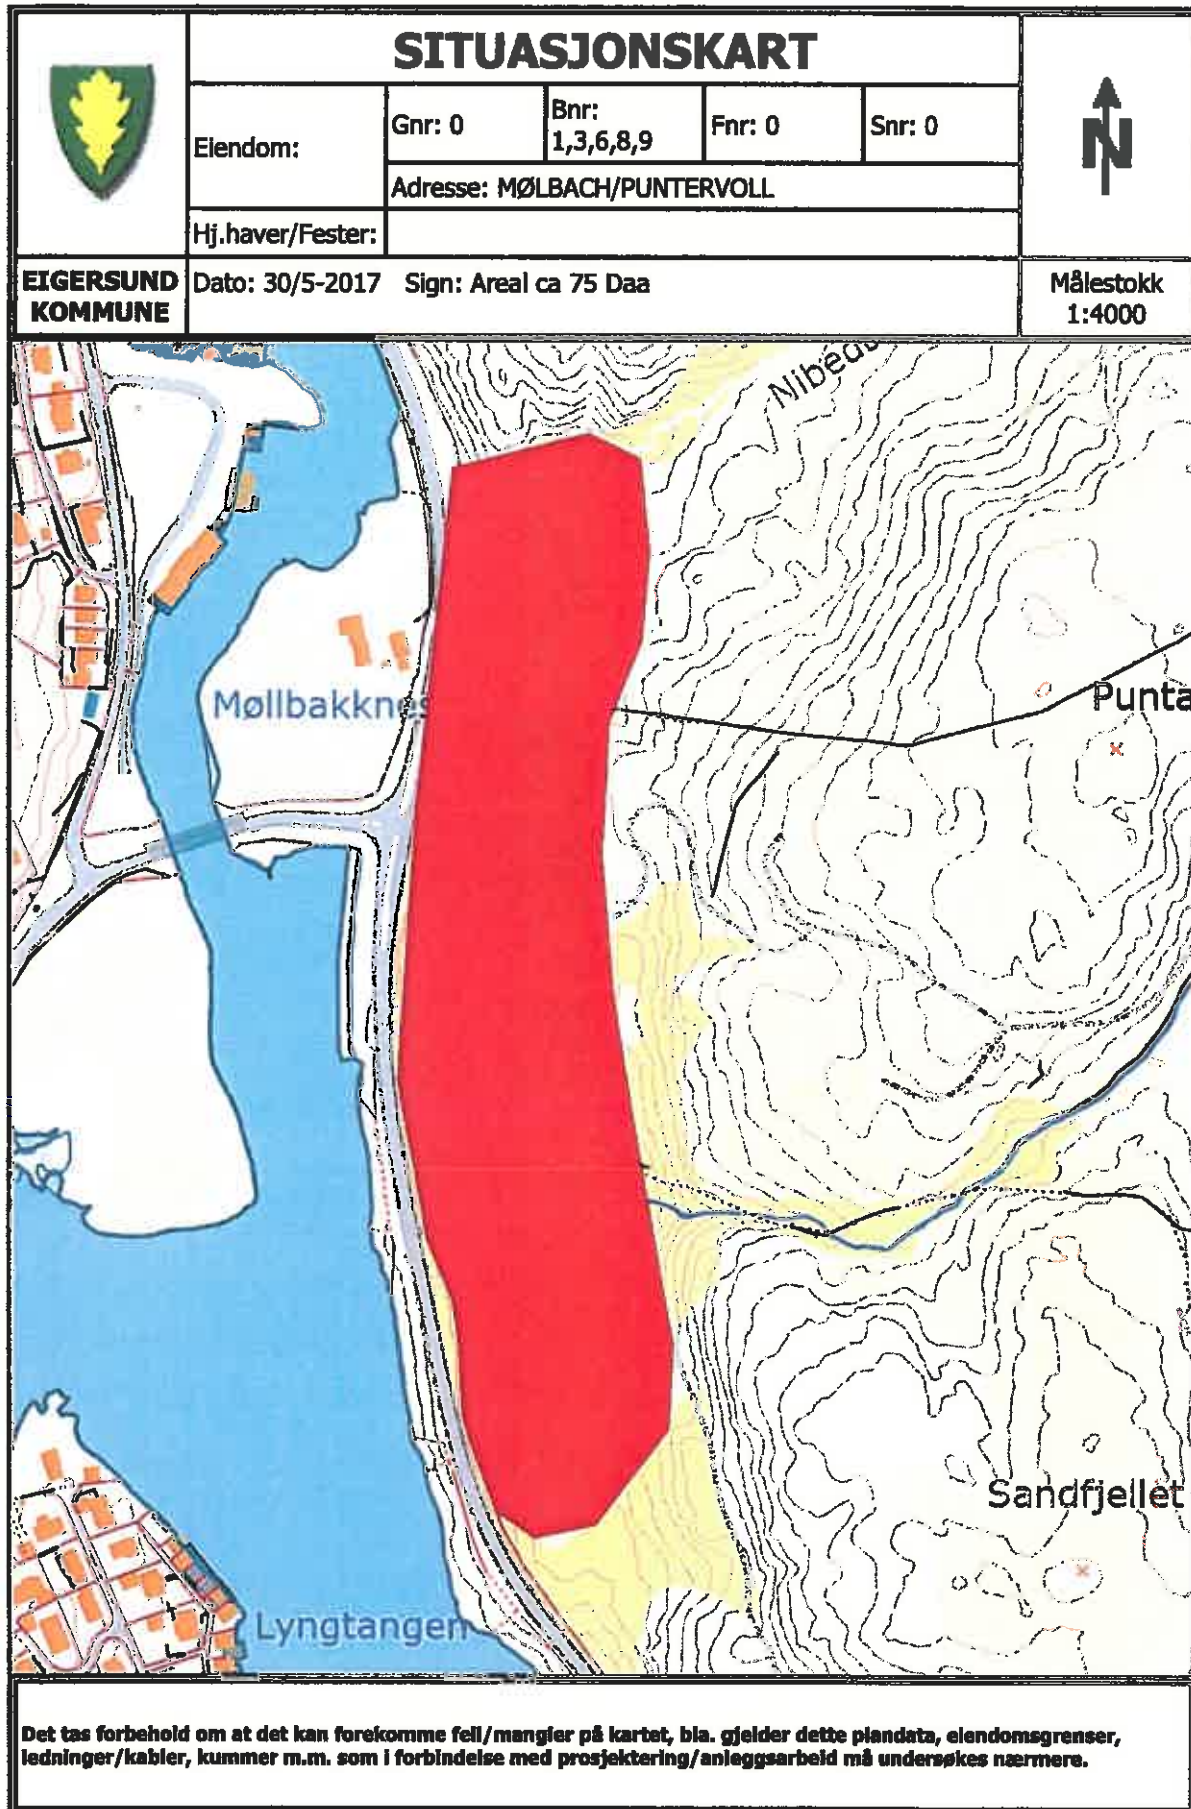 SITUASJONSKART
Eiendom:
Gnr: 0
Bnr:
1,3,6,8,9
Fnr: 0
Snr: 0
N
Adresse: MØLBACH/PUNTERVOLL
Hj.haver/Fester:
EIGERSUND
KOMMUNE
Dato: 30/5-2017 Sign: Areal ca 75 Daa
Målestokk
1:4000
Møllbakknes
Punta
Sandfjellet
Lyngtangen
Det tas forbehold om at det kan forekomme feil/mangler på kartet, bla. gjelder dette plandata, eiendomsgrenser,
ledninger/kabler, kummer m.m. som i forbindelse med prosjektering/anleggsarbeid må undersøkes nærmere.